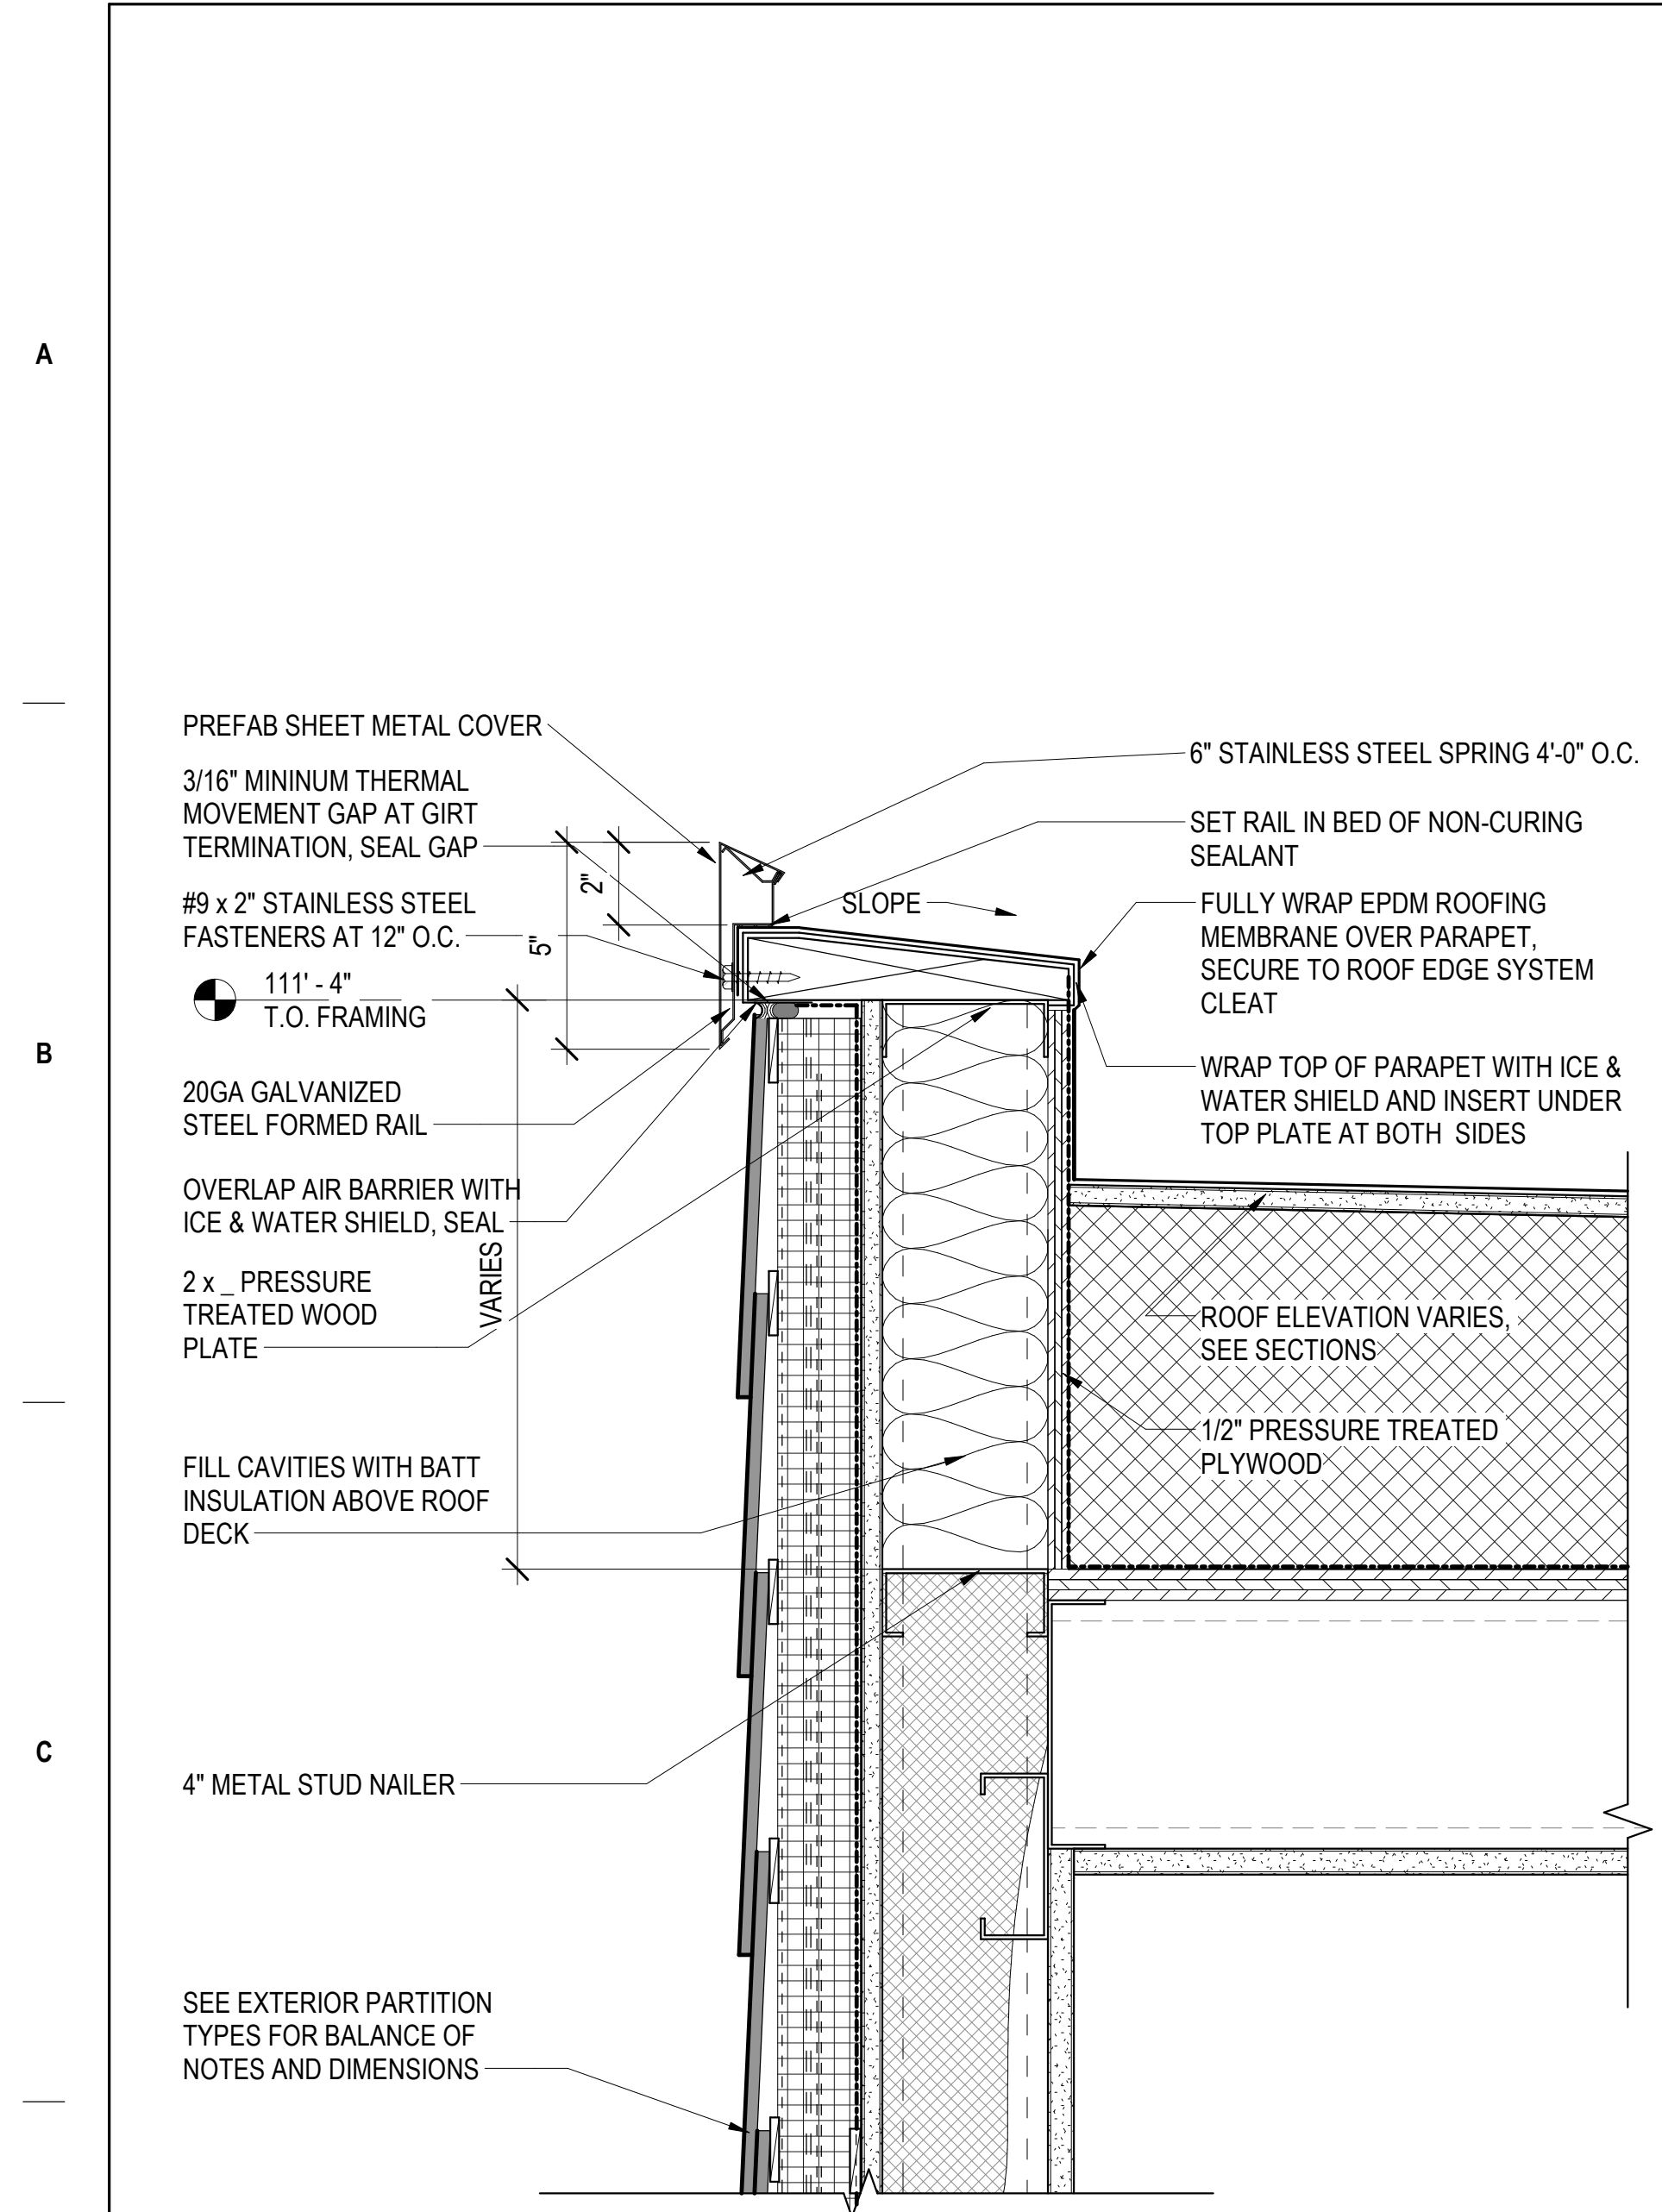 A
PREFAB SHEET METAL COVER
3/16" MININUM THERMAL
MOVEMENT GAP AT GIRT
TERMINATION, SEAL GAP
#9 x 2" STAINLESS STEEL
FASTENERS AT 12" O.C.
111' - 4"
T.O. FRAMING
B
20GA GALVANIZED
STEEL FORMED RAIL
OVERLAP AIR BARRIER WITH
ICE & WATER SHIELD, SEAL
2 x _ PRESSURE
TREATED WOOD
PLATE
VARIES
FILL CAVITIES WITH BATT
INSULATION ABOVE ROOF
DECK
C
4" METAL STUD NAILER
SEE EXTERIOR PARTITION
TYPES FOR BALANCE OF
NOTES AND DIMENSIONS
2"
5"
SLOPE
6" STAINLESS STEEL SPRING 4'-0" O.C.
SET RAIL IN BED OF NON-CURING
SEALANT
FULLY WRAP EPDM ROOFING
MEMBRANE OVER PARAPET,
SECURE TO ROOF EDGE SYSTEM
CLEAT
WRAP TOP OF PARAPET WITH ICE &
WATER SHIELD AND INSERT UNDER
TOP PLATE AT BOTH SIDES
ROOF ELEVATION VARIES,
SEE SECTIONS
1/2" PRESSURE TREATED
PLYWOOD